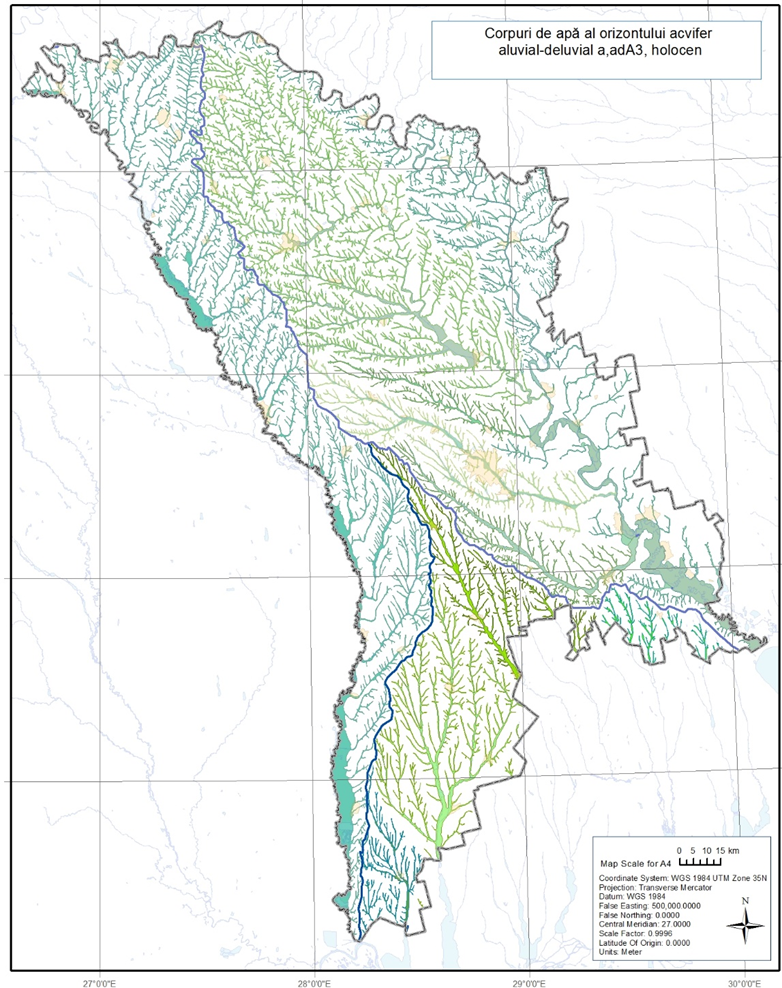 Corpuri de apă al orizontului acvifer
aluvial-deluvial a,adA3, holocen
0 5 10 15 km
Map Scale for A4
Coordinate System: WGS 1984 UTM Zone 35N
Projection: Transverse Mercator
Datum: WGS 1984
False Easting: 500,000.0000
False Northing: 0.0000
Central Meridian: 27.0000
Scale Factor: 0.9996
Latitude Of Origin: 0.0000
Units: Meter
N
27°0'0"E 28°0'0"E 29°0'0"E 30°0'0"E